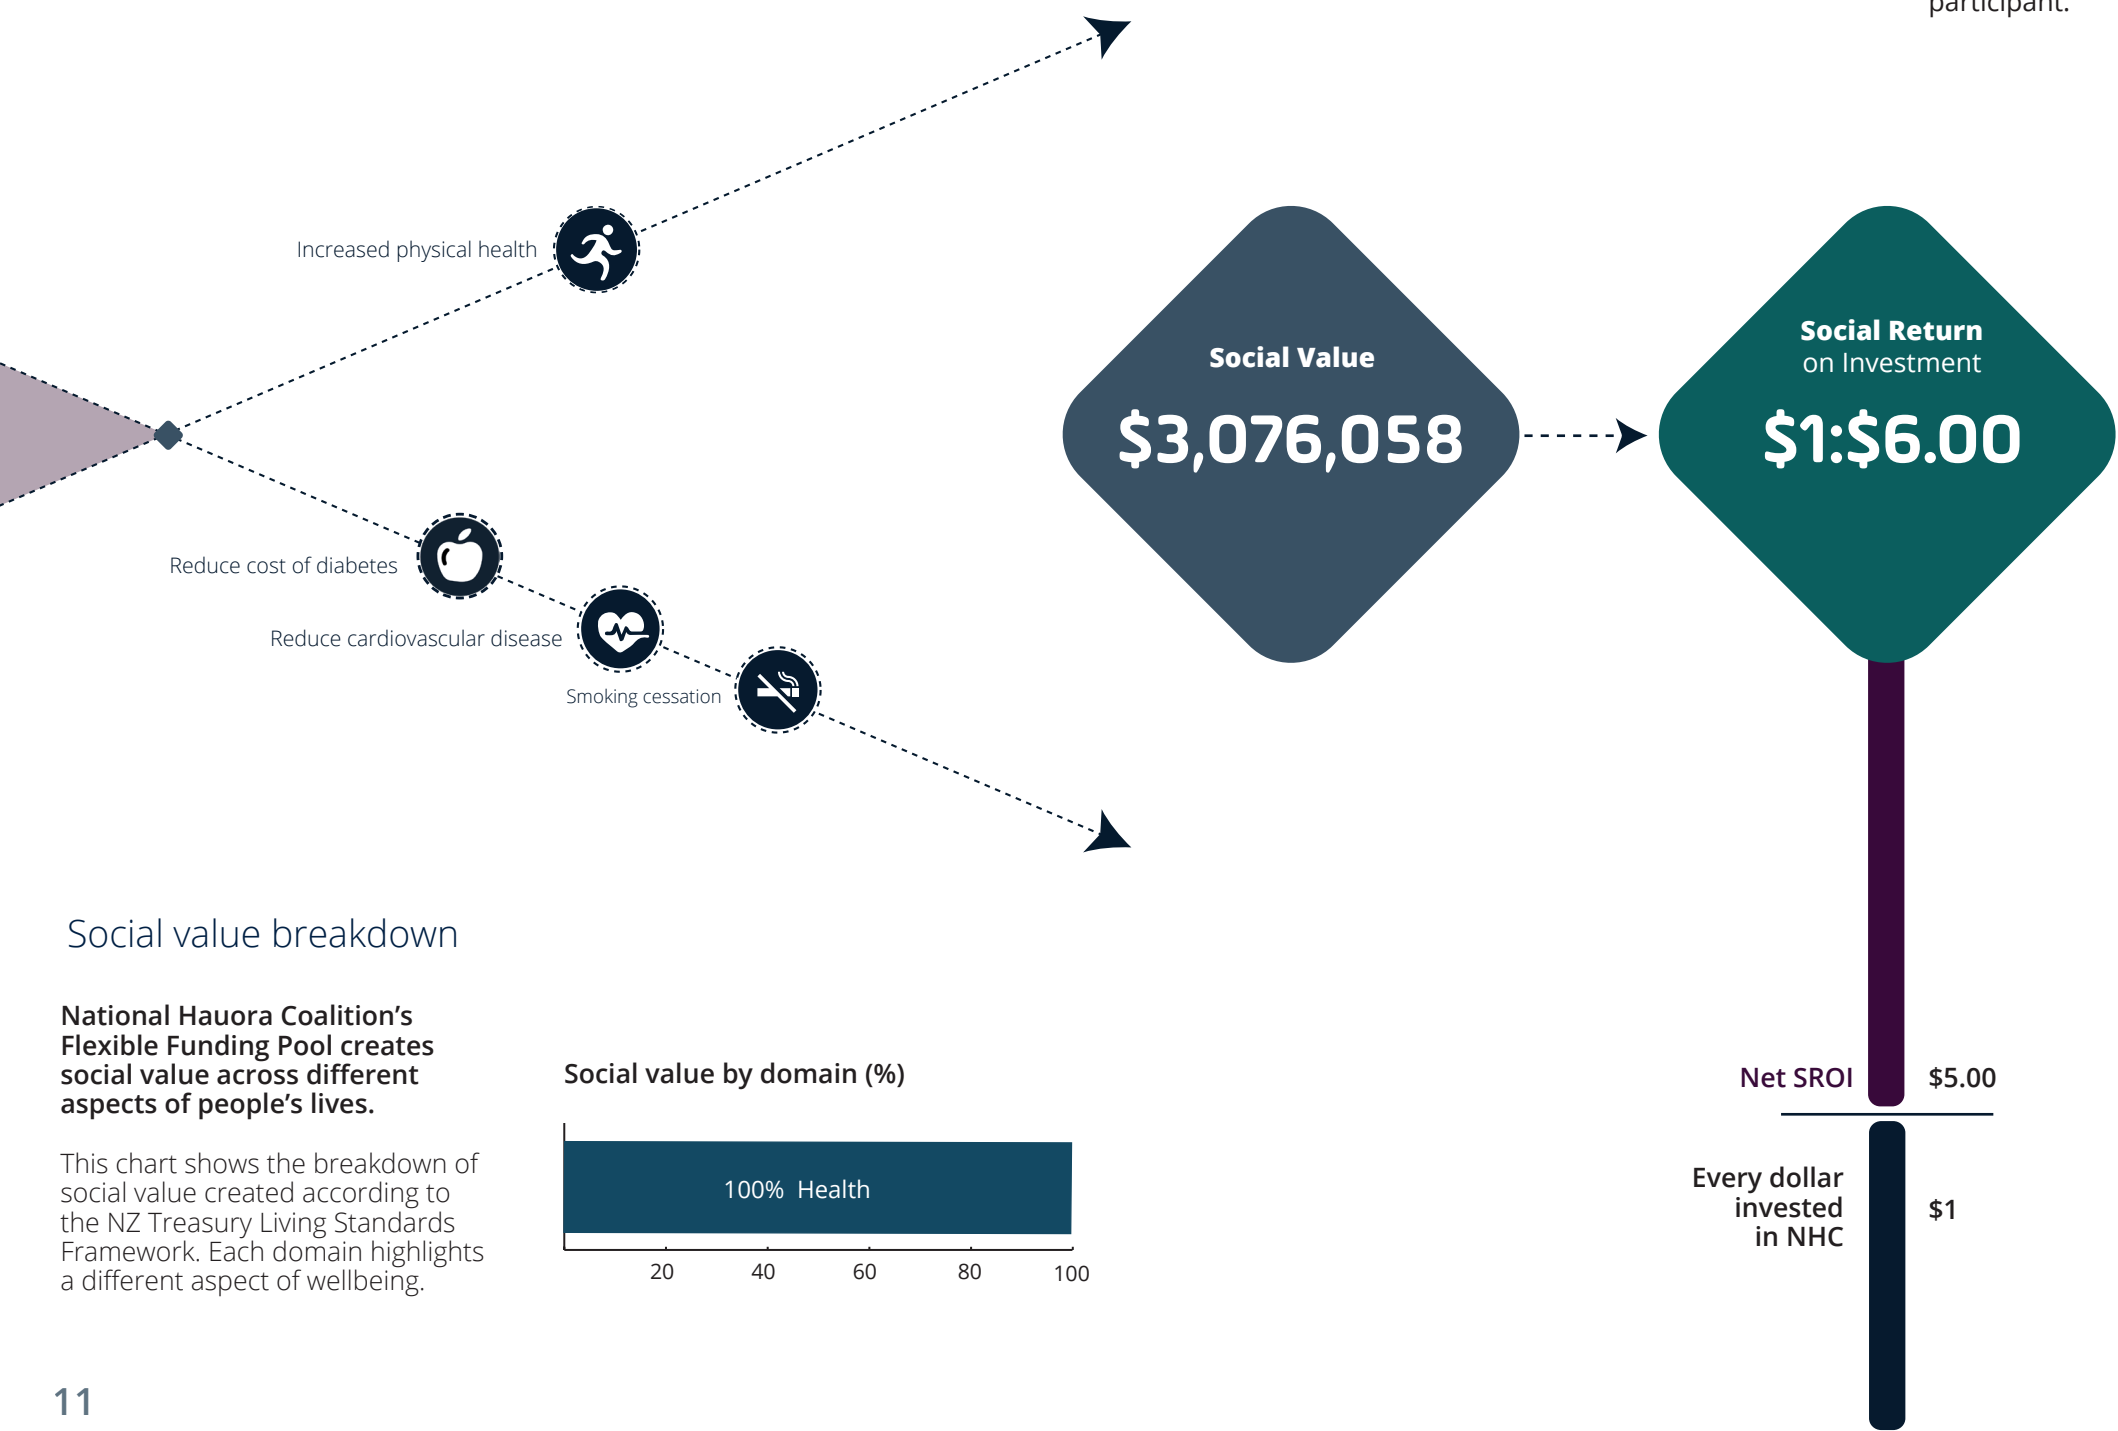 participant.
Increased physical health
Reduce cost of diabetes
Reduce cardiovascular disease
Smoking cessation
Social Value
$3,076,058
Social Return
on Investment
$1:$6.00
Net SROI
$5.00
Every dollar
invested
in NHC
$1
Social value breakdown
National Hauora Coalition’s
Flexible Funding Pool creates
social value across different
aspects of people’s lives.
This chart shows the breakdown of
social value created according to
the NZ Treasury Living Standards
Framework. Each domain highlights
a different aspect of wellbeing.
Social value by domain (%)
100% Health
20 40 60 80 100
11